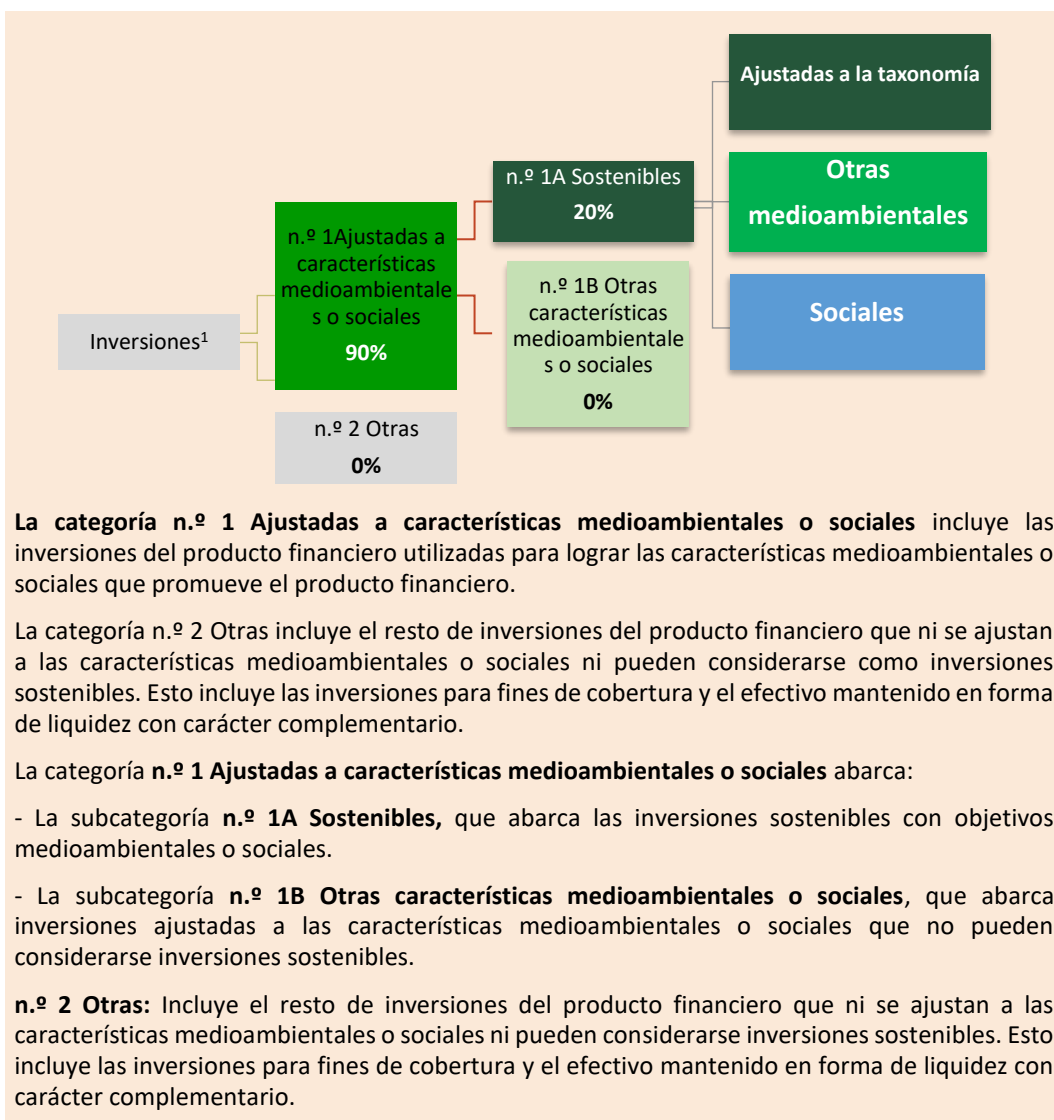 Ajustadas a la taxonomía
n.º 1A Sostenibles
20%
Otras
medioambientales
n.º 1Ajustadas a
características
medioambientale
s o sociales
90%
n.º 1B Otras
características
medioambientale
s o sociales
0%
Sociales
Inversiones¹
n.º 2 Otras
0%
La categoría n.º 1 Ajustadas a características medioambientales o sociales incluye las
inversiones del producto financiero utilizadas para lograr las características medioambientales o
sociales que promueve el producto financiero.
La categoría n.º 2 Otras incluye el resto de inversiones del producto financiero que ni se ajustan
a las características medioambientales o sociales ni pueden considerarse como inversiones
sostenibles. Esto incluye las inversiones para fines de cobertura y el efectivo mantenido en forma
de liquidez con carácter complementario.
La categoría n.º 1 Ajustadas a características medioambientales o sociales abarca:
- La subcategoría n.º 1A Sostenibles, que abarca las inversiones sostenibles con objetivos
medioambientales o sociales.
- La subcategoría n.º 1B Otras características medioambientales o sociales, que abarca
inversiones ajustadas a las características medioambientales o sociales que no pueden
considerarse inversiones sostenibles.
n.º 2 Otras: Incluye el resto de inversiones del producto financiero que ni se ajustan a las
características medioambientales o sociales ni pueden considerarse inversiones sostenibles. Esto
incluye las inversiones para fines de cobertura y el efectivo mantenido en forma de liquidez con
carácter complementario.